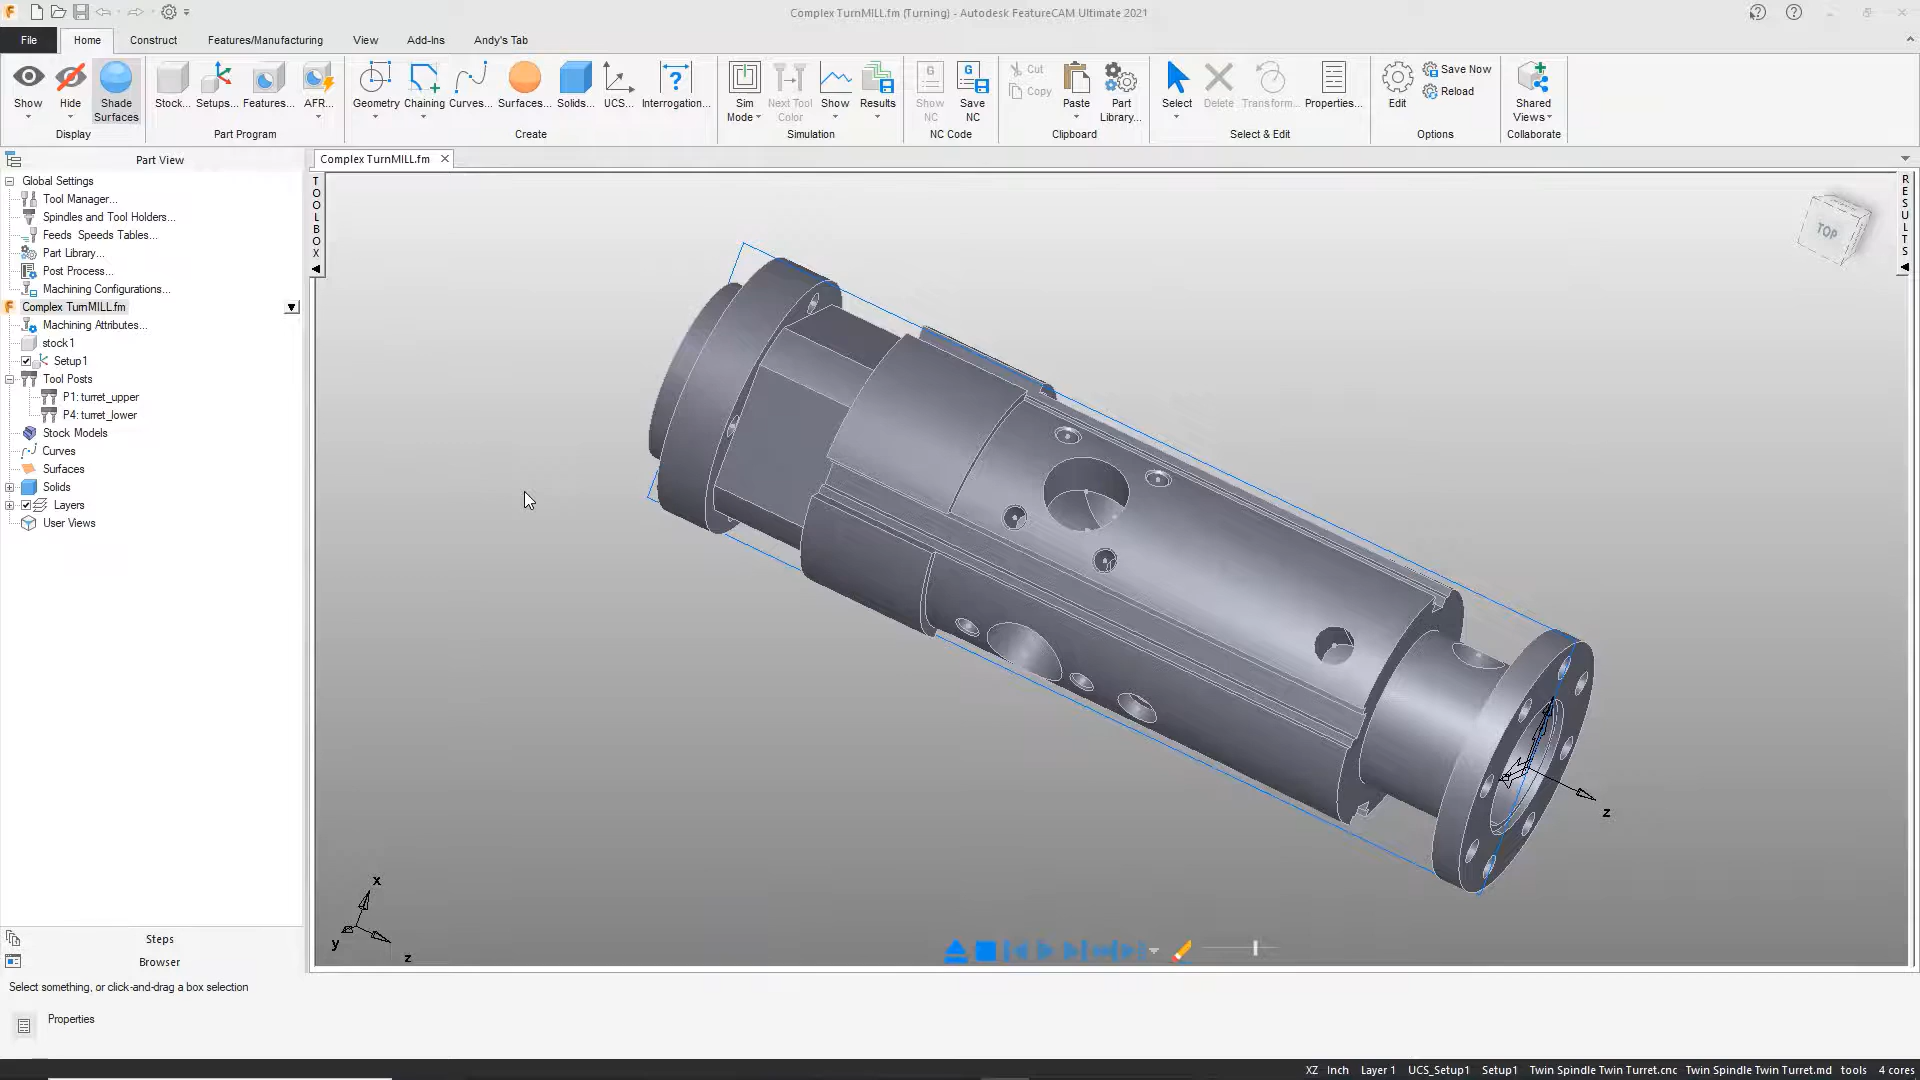 Complex TurnMILL.fm (Turning) - Autodesk FeatureCAM Ultimate 2021
File
Home
Construct
Features/Manufacturing
View
Add-Ins
Andy's Tab
Show
Hide
Shade
Surfaces
Stock...
Setups...
Features...
AFR...
Geometry
Chaining
Curves...
Surfaces...
Solids...
UCS...
Interrogation...
Sim
Mode
Next Tool
Color
Show
Results
Show
NC
Save
NC
Cut
Copy
Paste
Part
Library...
Select
Delete
Transform...
Properties...
Edit
Save Now
Reload
Shared
Views
Display
Part Program
Create
Simulation
NC Code
Clipboard
Select & Edit
Options
Collaborate
Part View
Complex TurnMILL.fm
Global Settings
Tool Manager...
Spindles and Tool Holders...
Feeds Speeds Tables...
Part Library...
Post Process...
Machining Configurations...
Complex TurnMILL.fm
Machining Attributes...
stock1
Setup1
Tool Posts
P1: turret_upper
P4: turret_lower
Stock Models
Curves
Surfaces
Solids
Layers
User Views
TOOLBOX
RESULTS
TOP
z
x
y
z
Steps
Browser
Select something, or click-and-drag a box selection
Properties
XZ Inch Layer 1 UCS_Setup1 Setup1 Twin Spindle Twin Turret.cnc Twin Spindle Twin Turret.md tools 4 cores